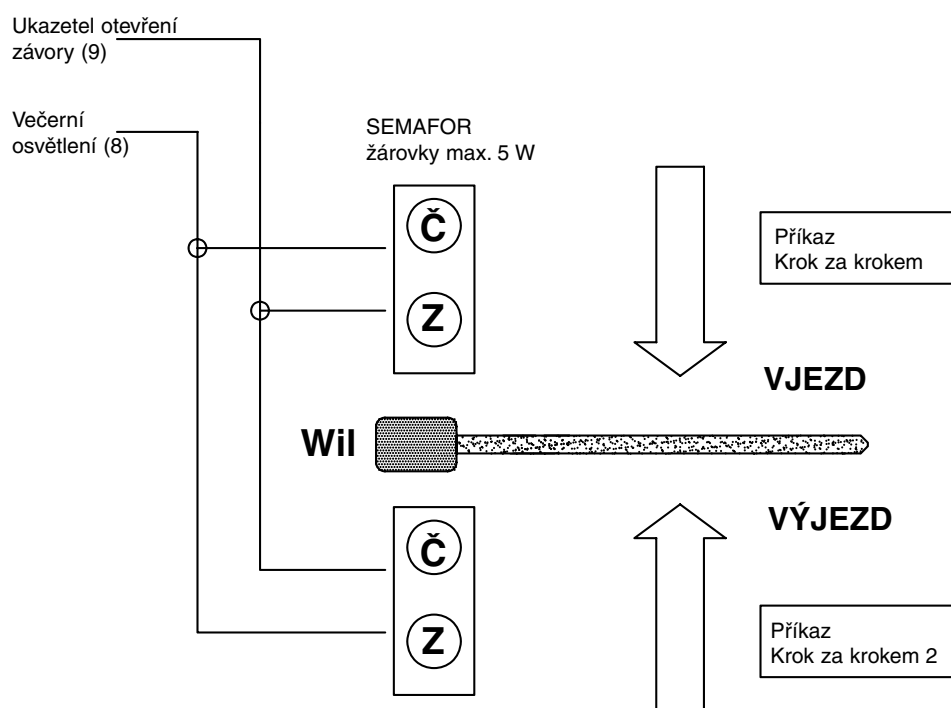 Ukazetel otevření
závory (9)
Večerní
osvětlení (8)
SEMAFOR
žárovky max. 5 W
Č
Z
Příkaz
Krok za krokem
VJEZD
Wil
VÝJEZD
Č
Z
Příkaz
Krok za krokem 2